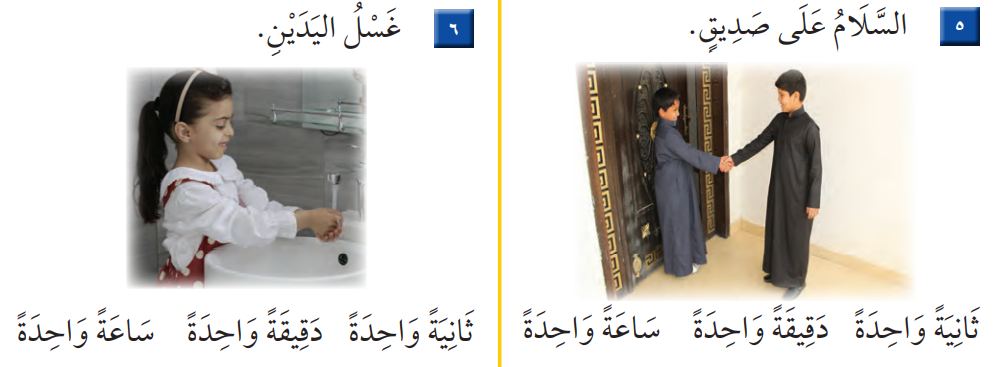 ٥ السَّلَامُ عَلَى صَدِيقٍ.
ثَانِيَةً وَاحِدَةً دَقِيقَةً وَاحِدَةً سَاعَةً وَاحِدَةً
٦ غَسْلُ اليَدَيْنِ.
ثَانِيَةً وَاحِدَةً دَقِيقَةً وَاحِدَةً سَاعَةً وَاحِدَةً